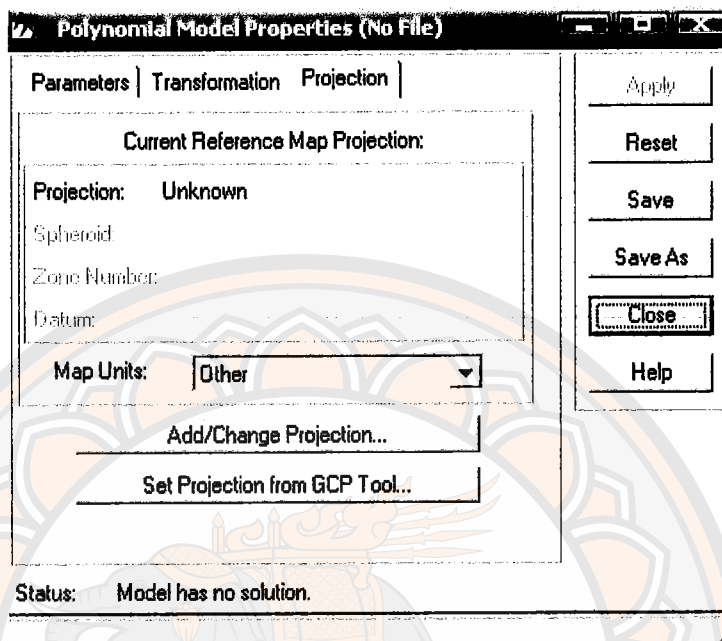 Polynomial Model Properties (No File)
Parameters Transformation Projection
Current Reference Map Projection:
Projection: Unknown
Spheroid:
Zone Number:
Datum:
Map Units: Other
Add/Change Projection...
Set Projection from GCP Tool...
Status: Model has no solution.
Apply
Reset
Save
Save As
Close
Help